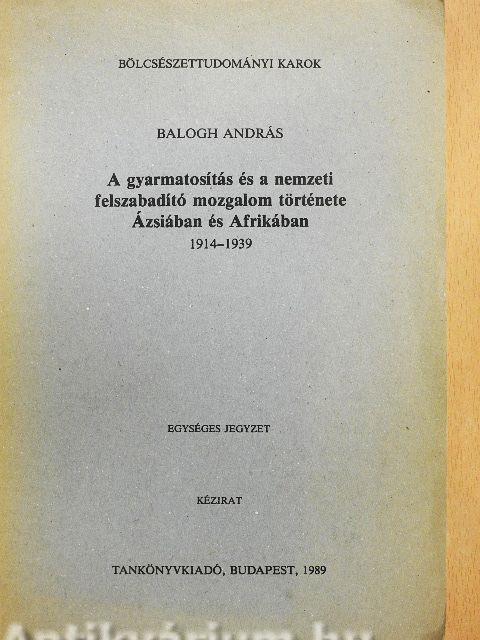 BÖLCSÉSZETTUDOMÁNYI KAROK
BALOGH ANDRÁS
A gyarmatosítás és a nemzeti
felszabadító mozgalom története
Ázsiában és Afrikában
1914–1939
EGYSÉGES JEGYZET
KÉZIRAT
TANKÖNYVKIADÓ, BUDAPEST, 1989
Antikvárium.hu